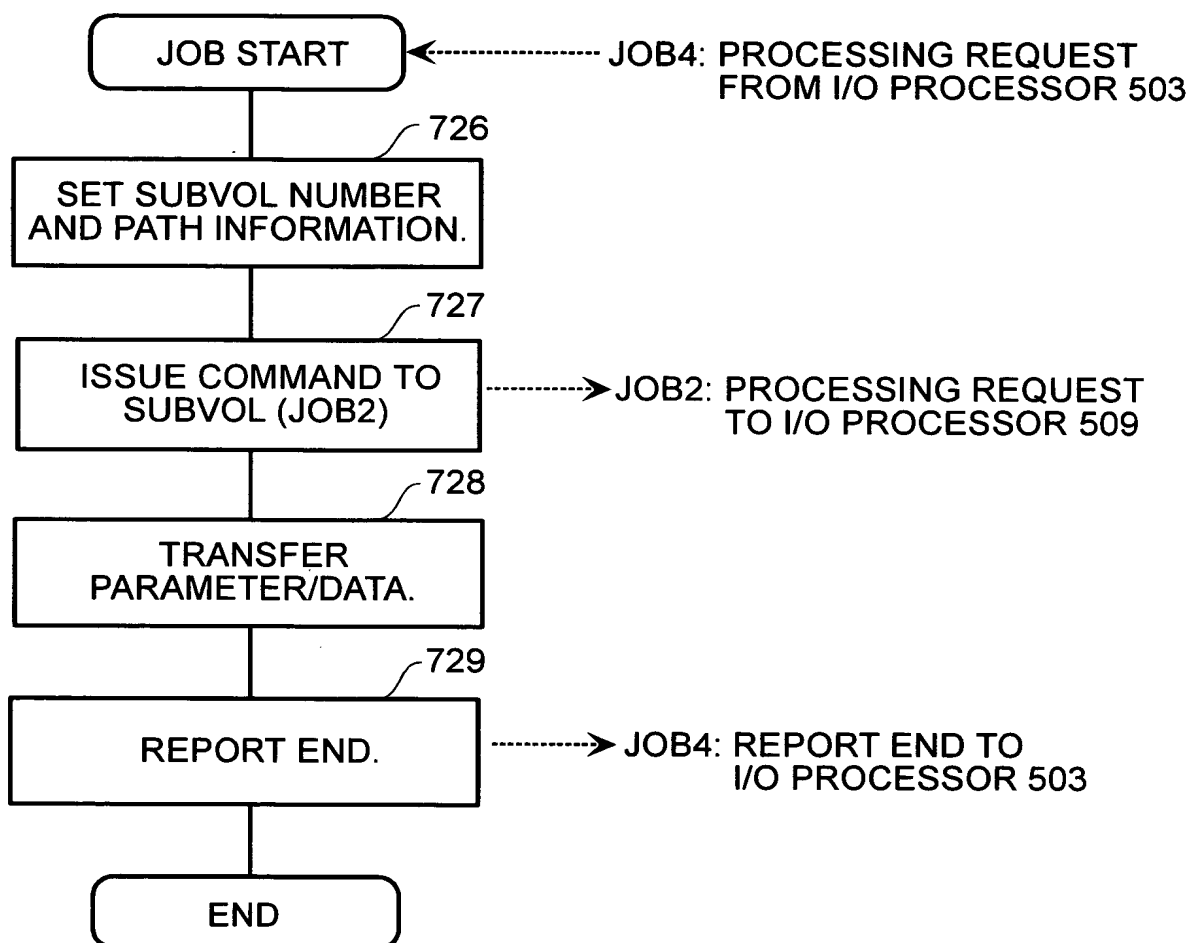 JOB START
JOB4: PROCESSING REQUEST
FROM I/O PROCESSOR 503
726
SET SUBVOL NUMBER
AND PATH INFORMATION.
727
ISSUE COMMAND TO
SUBVOL (JOB2)
JOB2: PROCESSING REQUEST
TO I/O PROCESSOR 509
728
TRANSFER
PARAMETER/DATA.
729
REPORT END.
JOB4: REPORT END TO
I/O PROCESSOR 503
END